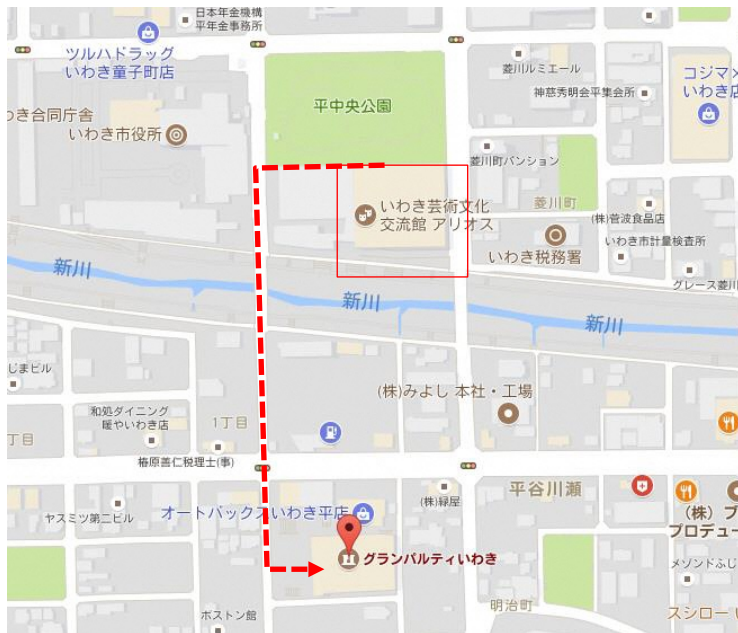 日本年金機構
平年金事務所
ツルハドラッグ
いわき童子町店
菱川ルミエール
コジマ×
いわき店
神慈秀明会平集会所
平中央公園
わき合同庁舎
いわき市役所
菱川町パンション
いわき芸術文化
交流館 アリオス
菱川町
(株)菅波食品店
いわき税務署
いわき市計量検査所
グレース菱川
新川
新川
新川
じまビル
(株)みよし 本社・工場
和処ダイニング
暖やいわき店
1丁目
丁目
椿原善仁税理士(事)
(株)緑屋
平谷川瀬
ヤスミツ第二ビル
オートバックスいわき平店
(株) プ
プロデュー
グランパルティいわき
メゾンドふじ
明治町
ボストン館
スシロー い